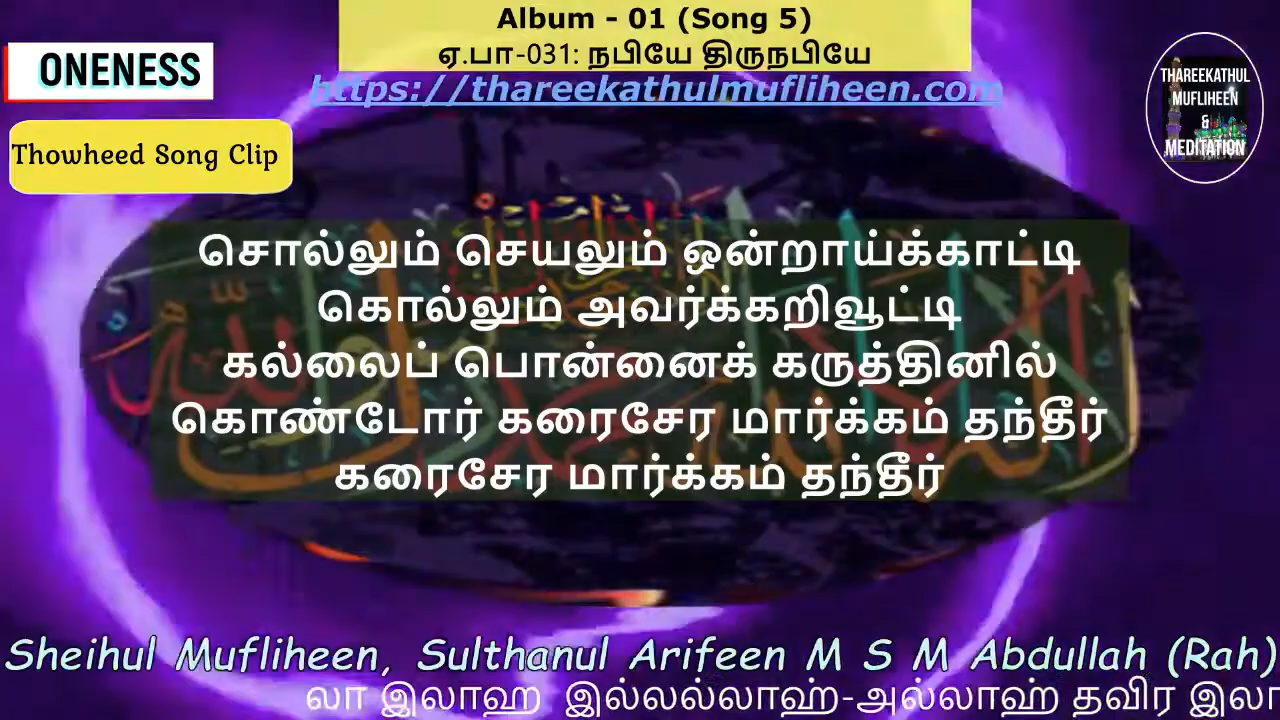 Album - 01 (Song 5)
ஏ.பா-031: நபியே திருநபியே
https://thareekathulmufliheen.com
ONENESS
Thowheed Song Clip
THAREEKATHUL
MUFLIHEEN
&
MEDITATION
சொல்லும் செயலும் ஒன்றாய்க்காட்டி
கொல்லும் அவர்க்கறிவூட்டி
கல்லைப் பொன்னைக் கருத்தினில்
கொண்டோர் கரைசேர மார்க்கம் தந்தீர்
கரைசேர மார்க்கம் தந்தீர்
Sheihul Mufliheen, Sulthanul Arifeen M S M Abdullah (Rah)
லா இலாஹ இல்லல்லாஹ்-அல்லாஹ் தவிர இலா